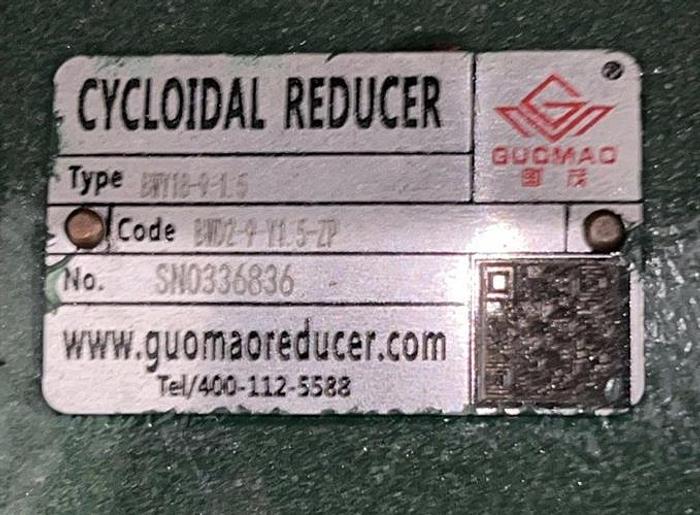 CYCLOIDAL REDUCER
GUOMAO
国茂
Type BWY18-9-1.5
Code BWD2-9-Y1.5-ZP
No. SN0336836
www.guomaoreducer.com
Tel/400-112-5588